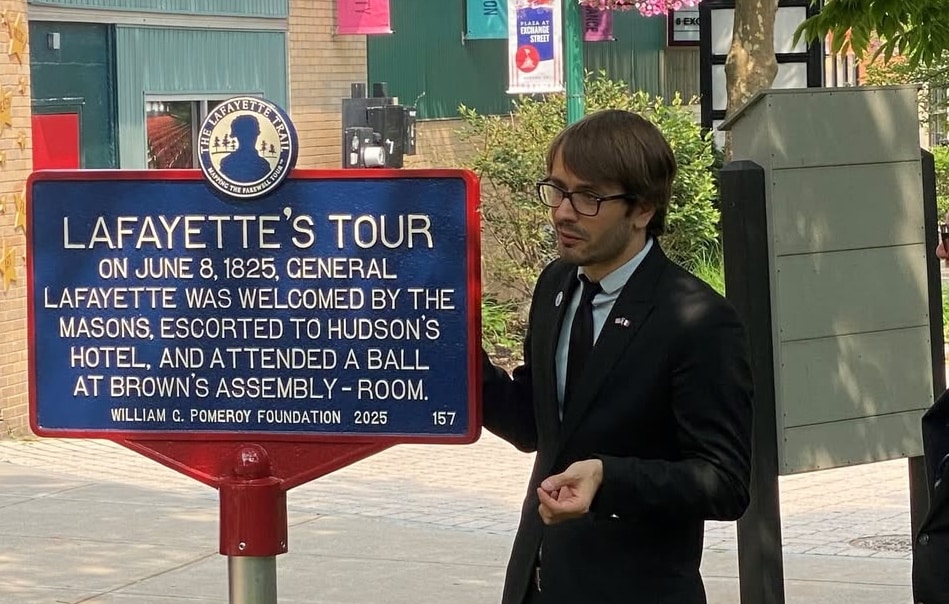 THE LAFAYETTE TRAIL
MAPPING THE FAREWELL TOUR
LAFAYETTE'S TOUR
ON JUNE 8, 1825, GENERAL
LAFAYETTE WAS WELCOMED BY THE
MASONS, ESCORTED TO HUDSON'S
HOTEL, AND ATTENDED A BALL
AT BROWN'S ASSEMBLY-ROOM.
WILLIAM G. POMEROY FOUNDATION 2025 157
PLAZA AT
EXCHANGE
STREET